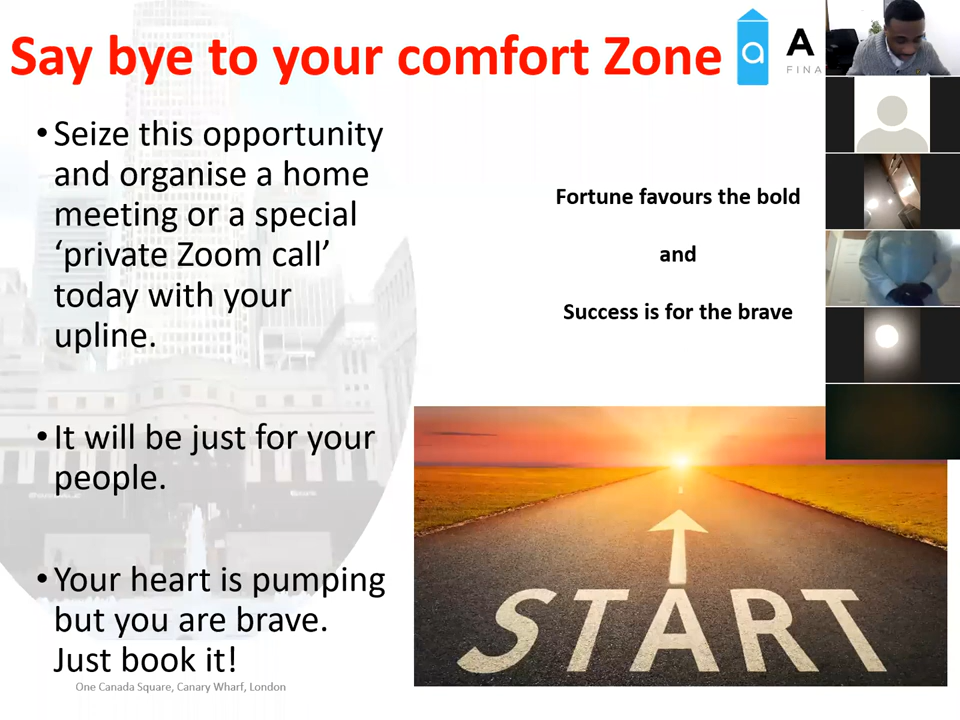 Say bye to your comfort Zone
a
A
FINA
• Seize this opportunity
and organise a home
meeting or a special
‘private Zoom call’
today with your
upline.
• It will be just for your
people.
• Your heart is pumping
but you are brave.
Just book it!
One Canada Square, Canary Wharf, London
Fortune favours the bold
and
Success is for the brave
START